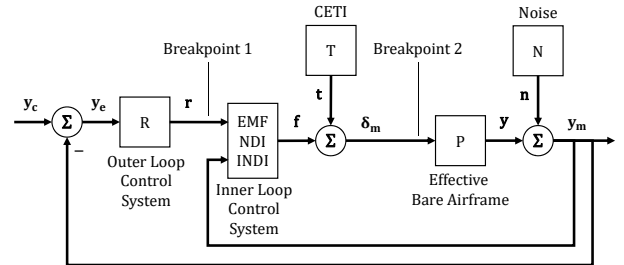 CETI
Noise
T
N
Breakpoint 1
Breakpoint 2
t
n
y_c
y_e
r
f
δ_m
y
y_m
Σ
R
EMF
NDI
INDI
Σ
P
Σ
−
Outer Loop
Control
System
Inner Loop
Control
System
Effective
Bare Airframe